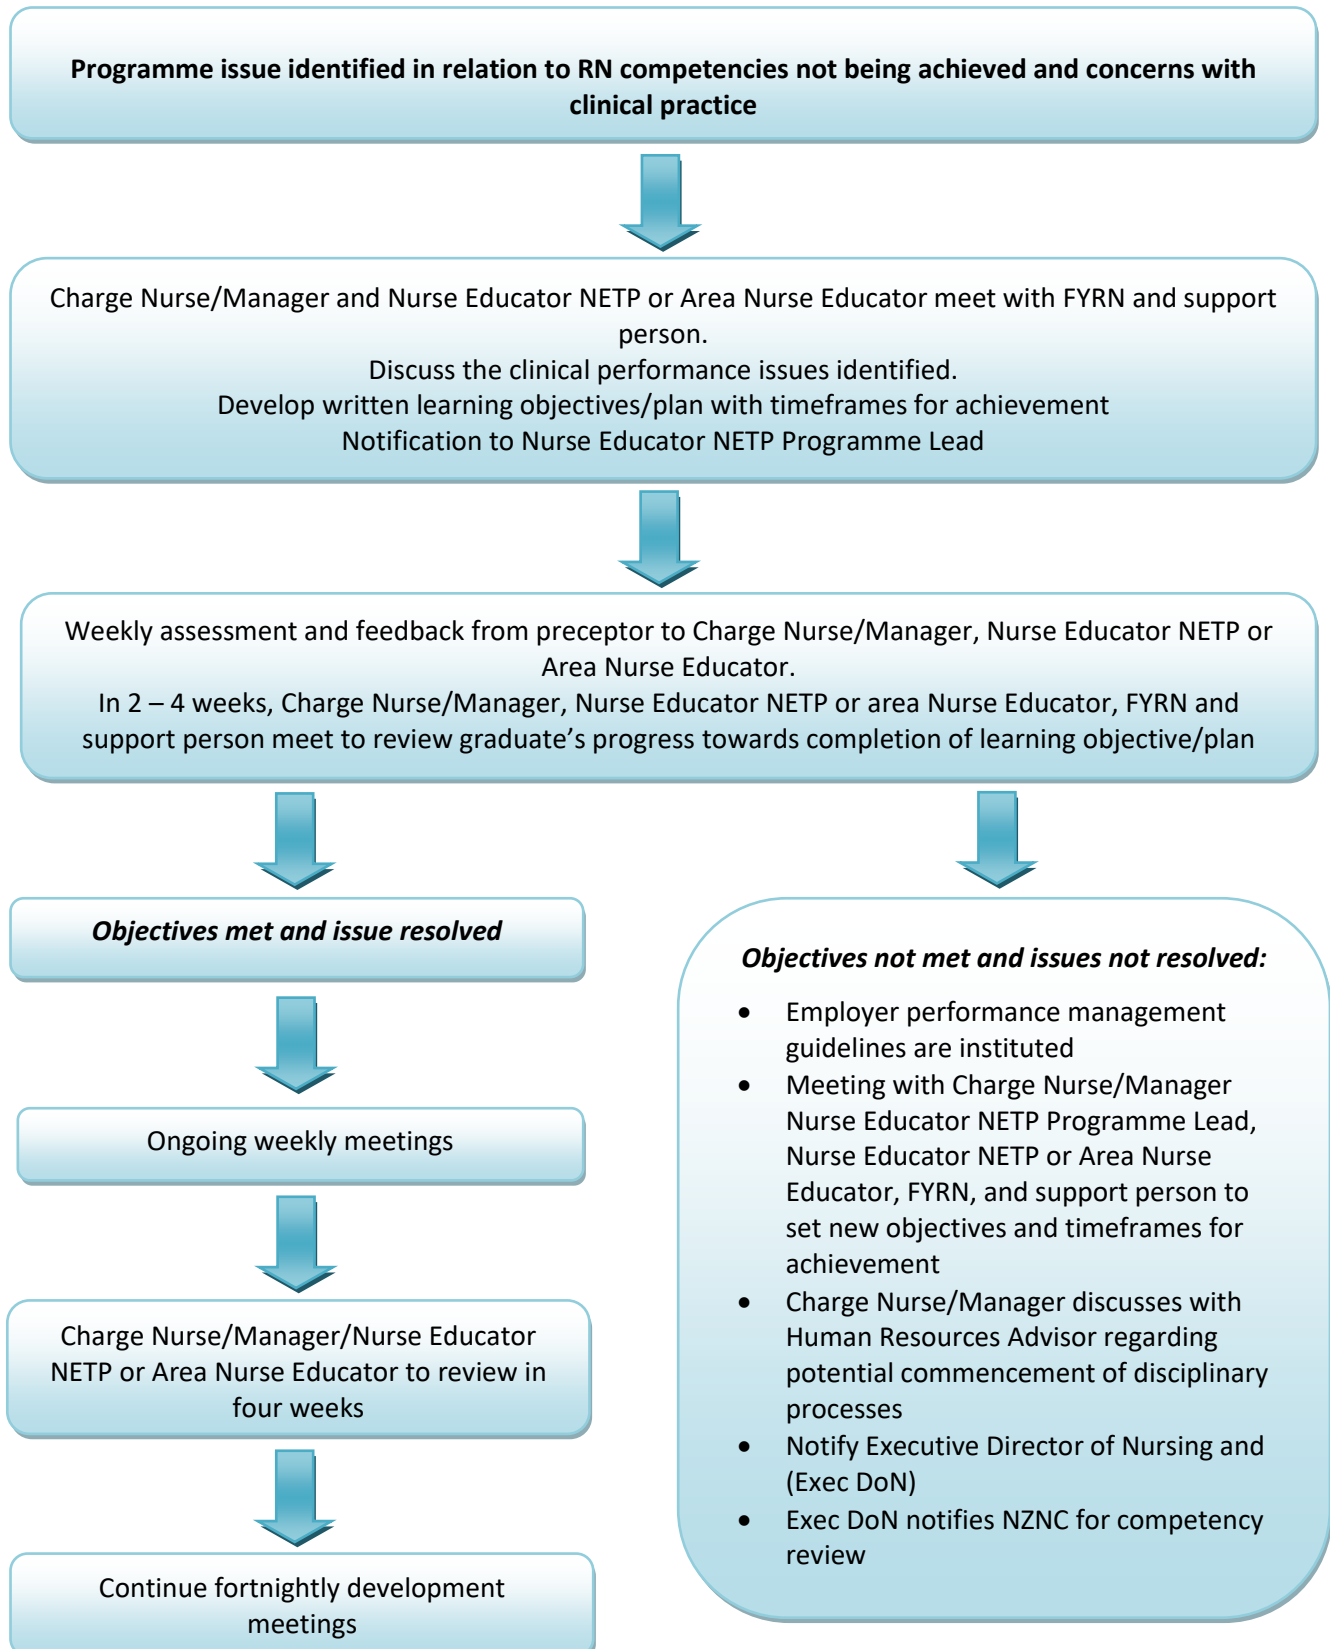 Programme issue identified in relation to RN competencies not being achieved and concerns with
clinical practice
Charge Nurse/Manager and Nurse Educator NETP or Area Nurse Educator meet with FYRN and support
person.
Discuss the clinical performance issues identified.
Develop written learning objectives/plan with timeframes for achievement
Notification to Nurse Educator NETP Programme Lead
Weekly assessment and feedback from preceptor to Charge Nurse/Manager, Nurse Educator NETP or
Area Nurse Educator.
In 2 – 4 weeks, Charge Nurse/Manager, Nurse Educator NETP or area Nurse Educator, FYRN and
support person meet to review graduate’s progress towards completion of learning objective/plan
Objectives met and issue resolved
Ongoing weekly meetings
Charge Nurse/Manager/Nurse Educator
NETP or Area Nurse Educator to review in
four weeks
Continue fortnightly development
meetings
Objectives not met and issues not resolved:
• Employer performance management
guidelines are instituted
• Meeting with Charge Nurse/Manager
Nurse Educator NETP Programme Lead,
Nurse Educator NETP or Area Nurse
Educator, FYRN, and support person to
set new objectives and timeframes for
achievement
• Charge Nurse/Manager discusses with
Human Resources Advisor regarding
potential commencement of disciplinary
processes
• Notify Executive Director of Nursing and
(Exec DoN)
• Exec DoN notifies NZNC for competency
review